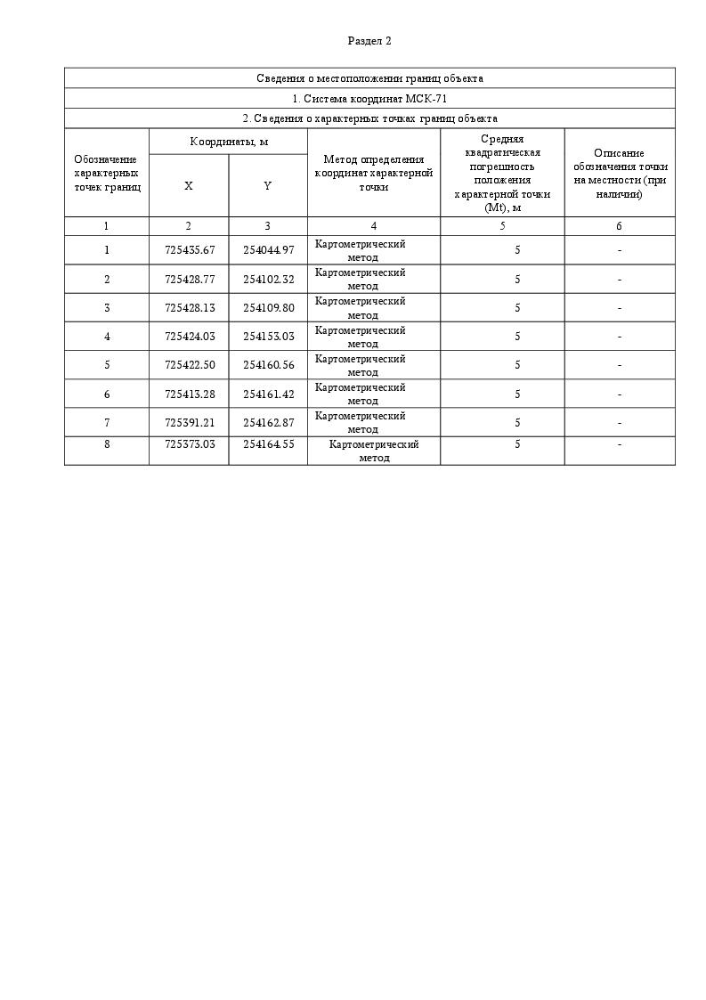 Раздел 2
Сведения о местоположении границ объекта
1. Система координат МСК-71
2. Сведения о характерных точках границ объекта
Обозначение
характерных
точек границ
Координаты, м
X
Y
Метод определения
координат характерной
точки
Средняя
квадратическая
погрешность
положения
характерной точки
(Mt), м
Описание
обозначения точки
на местности (при
наличии)
1 2 3 4 5 6
1 725435.67 254044.97 Картометрический
метод 5 -
2 725428.77 254102.32 Картометрический
метод 5 -
3 725428.13 254109.80 Картометрический
метод 5 -
4 725424.03 254153.03 Картометрический
метод 5 -
5 725422.50 254160.56 Картометрический
метод 5 -
6 725413.28 254161.42 Картометрический
метод 5 -
7 725391.21 254162.87 Картометрический
метод 5 -
8 725373.03 254164.55 Картометрический
метод 5 -